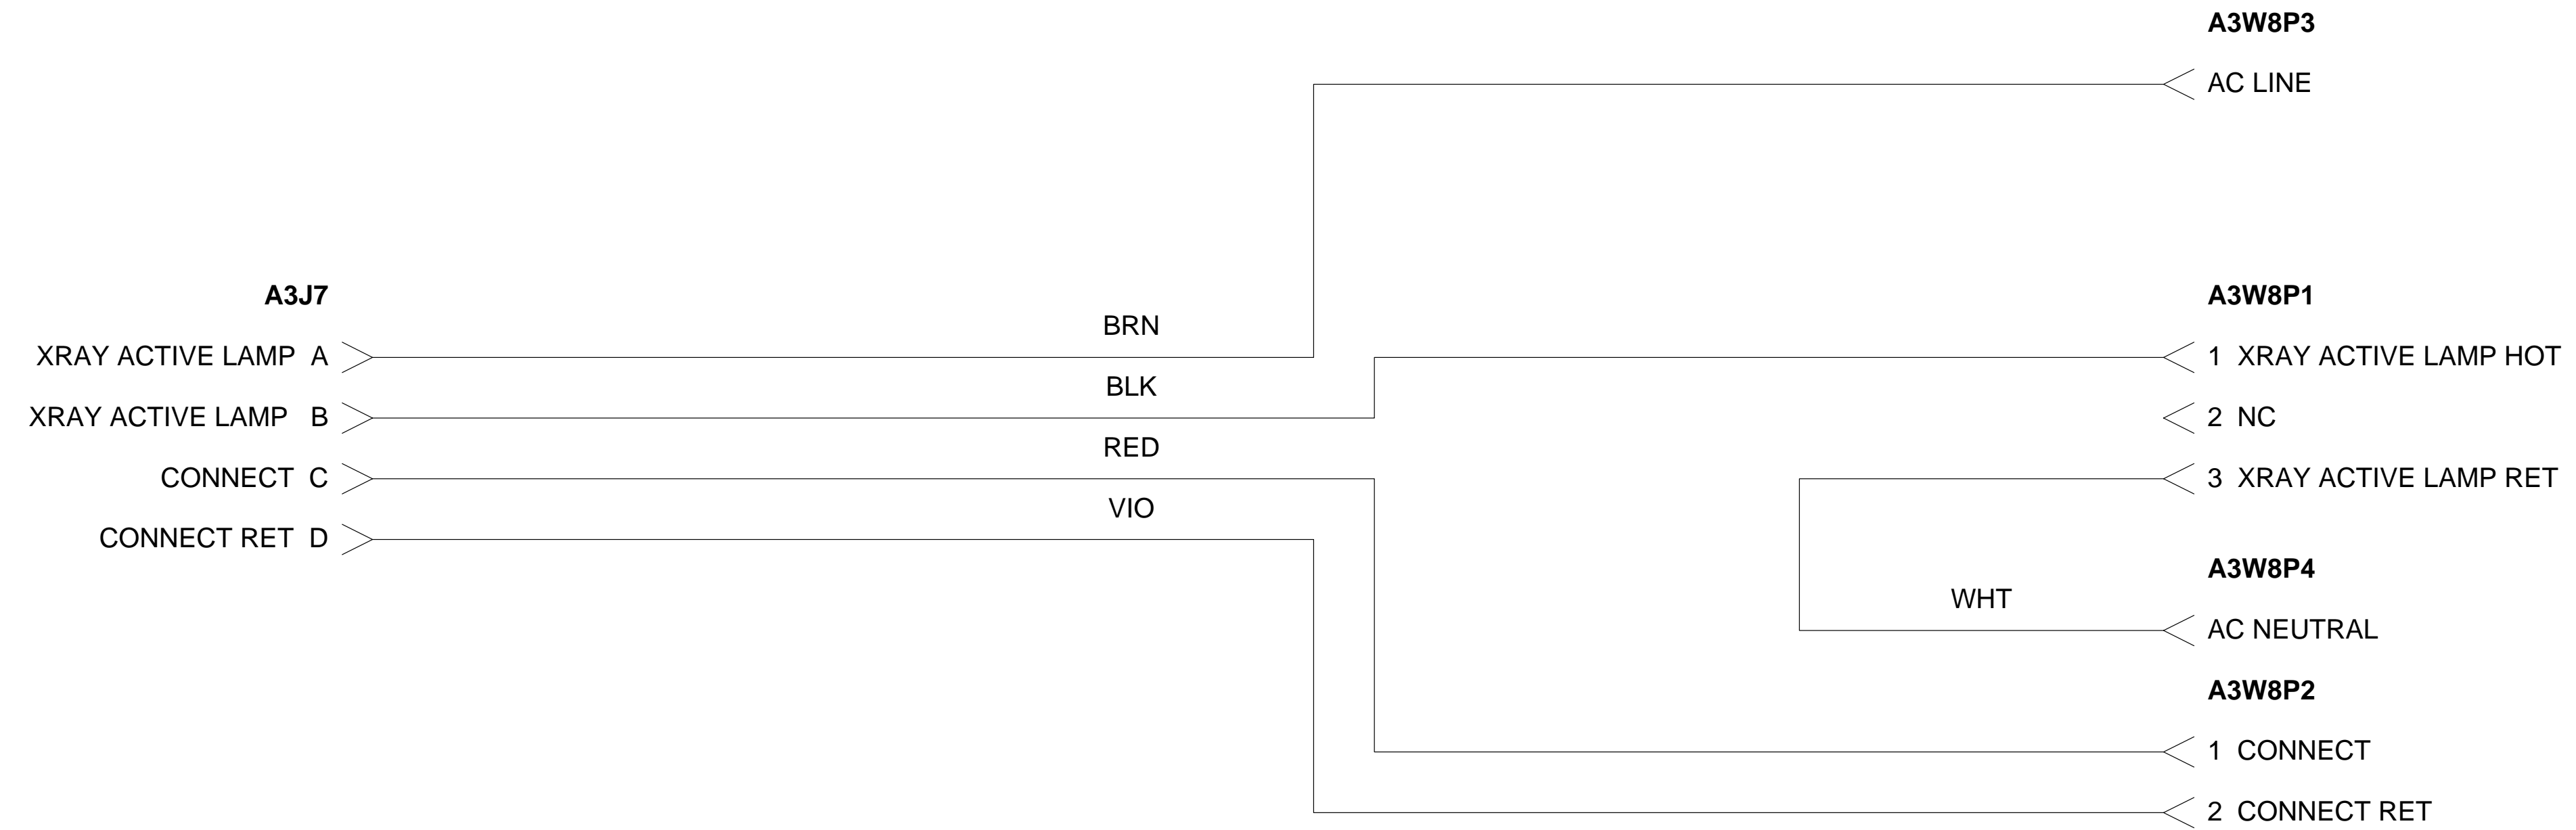 A3W8P3
AC LINE
A3J7
BRN
A3W8P1
XRAY ACTIVE LAMP A
1 XRAY ACTIVE LAMP HOT
BLK
XRAY ACTIVE LAMP B
2 NC
RED
CONNECT C
3 XRAY ACTIVE LAMP RET
VIO
CONNECT RET D
A3W8P4
WHT
AC NEUTRAL
A3W8P2
1 CONNECT
2 CONNECT RET